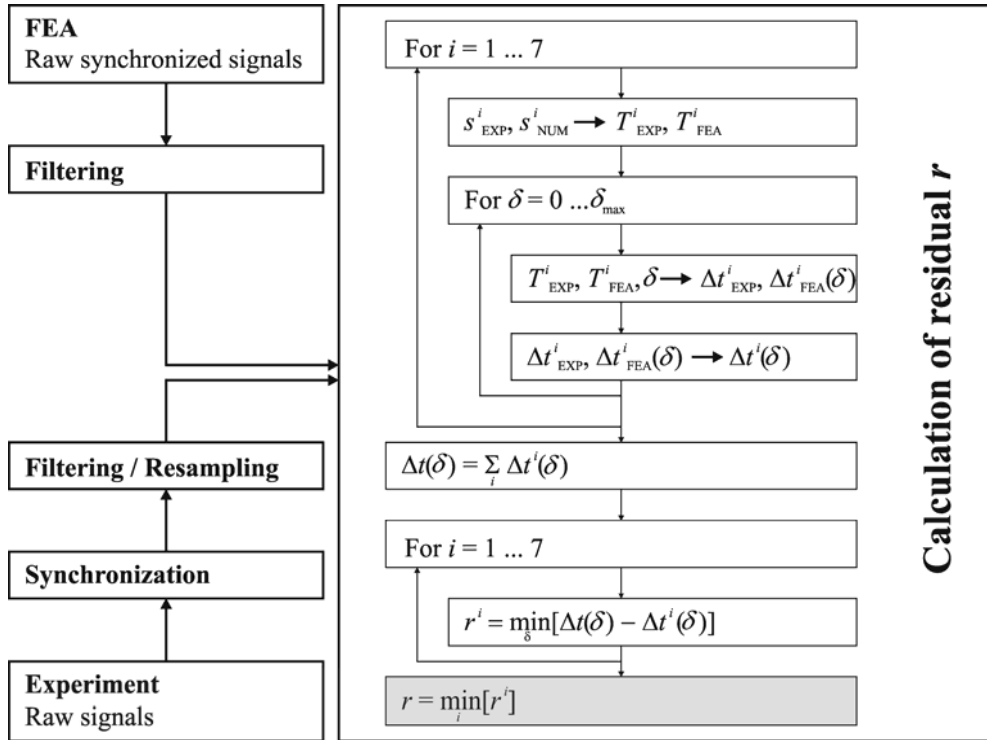 FEA
Raw synchronized signals
Filtering
Filtering / Resampling
Synchronization
Experiment
Raw signals
For i = 1 ... 7
s^i_EXP, s^i_NUM → T^i_EXP, T^i_FEA
For δ = 0 ...δ_max
T^i_EXP, T^i_FEA, δ → Δt^i_EXP, Δt^i_FEA(δ)
Δt^i_EXP, Δt^i_FEA(δ) → Δt^i(δ)
Δt(δ) = Σ_i Δt^i(δ)
For i = 1 ... 7
r^i = min_δ[Δt(δ) − Δt^i(δ)]
r = min_i[r^i]
Calculation of residual r